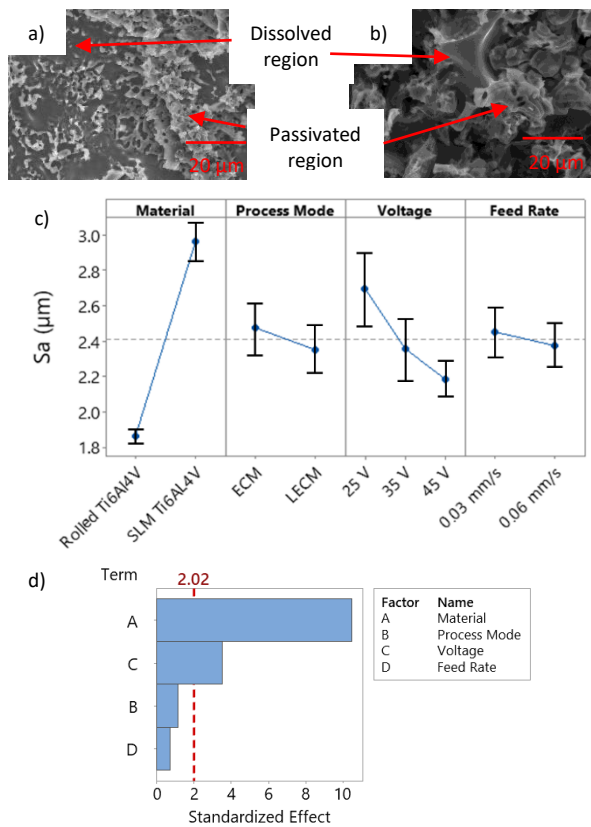 a)
Dissolved
region
b)
Passivated
region
20 µm
20 µm
c)
Material
Process Mode
Voltage
Feed Rate
Sa (µm)
3.0
2.8
2.6
2.4
2.2
2.0
1.8
Rolled Ti6Al4V
SLM Ti6AL4V
ECM
LECM
25 V
35 V
45 V
0.03 mm/s
0.06 mm/s
d)
Term
2.02
A
C
B
D
0
2
4
6
8
10
Standardized Effect
Factor Name
A Material
B Process Mode
C Voltage
D Feed Rate